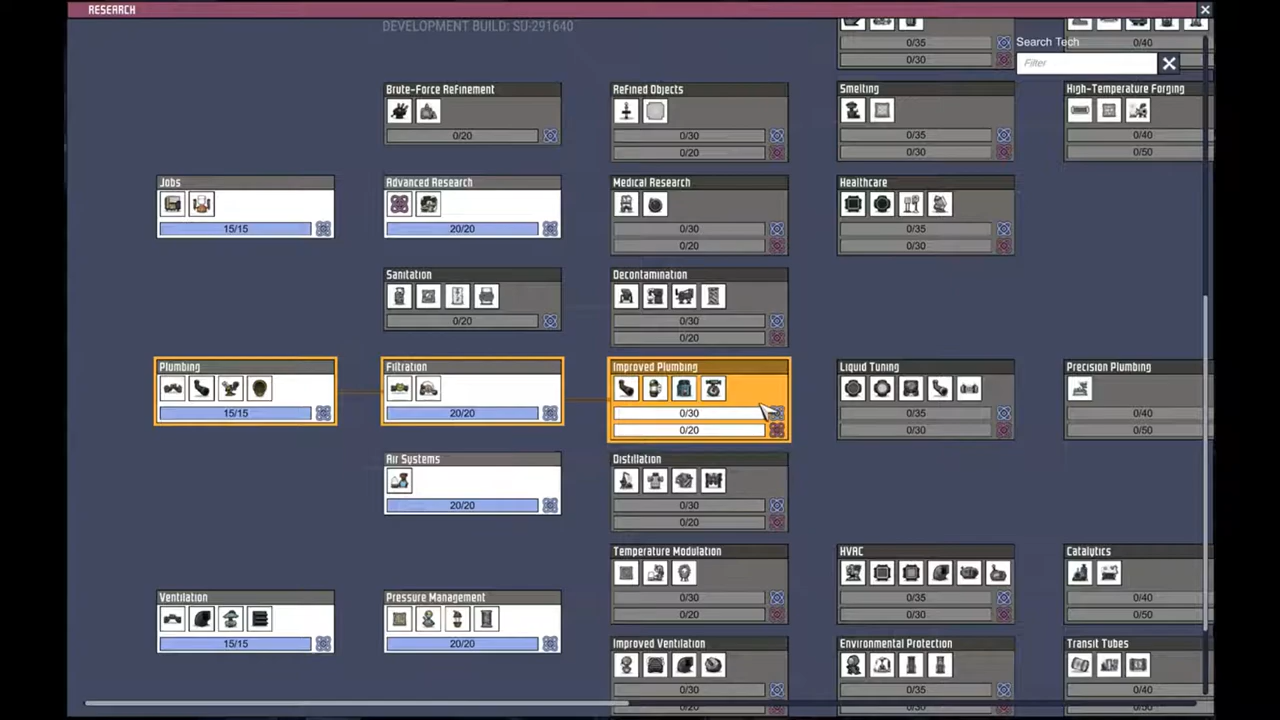 RESEARCH
DEVELOPMENT BUILD: SU-291640
0/35
0/30
0/40
Search Tech
Filter
Brute-Force Refinement
0/20
Refined Objects
0/30
0/20
Smelting
0/35
0/30
High-Temperature Forging
0/40
0/50
Jobs
15/15
Advanced Research
20/20
Medical Research
0/30
0/20
Healthcare
0/35
0/30
Sanitation
0/20
Decontamination
0/30
0/20
Plumbing
15/15
Filtration
20/20
Improved Plumbing
0/30
0/20
Liquid Tuning
0/35
0/30
Precision Plumbing
0/40
0/50
Air Systems
20/20
Distillation
0/30
0/20
Temperature Modulation
0/30
0/20
HVAC
0/35
0/30
Catalytics
0/40
0/50
Ventilation
15/15
Pressure Management
20/20
Improved Ventilation
0/30
0/20
Environmental Protection
0/35
0/30
Transit Tubes
0/40
0/50